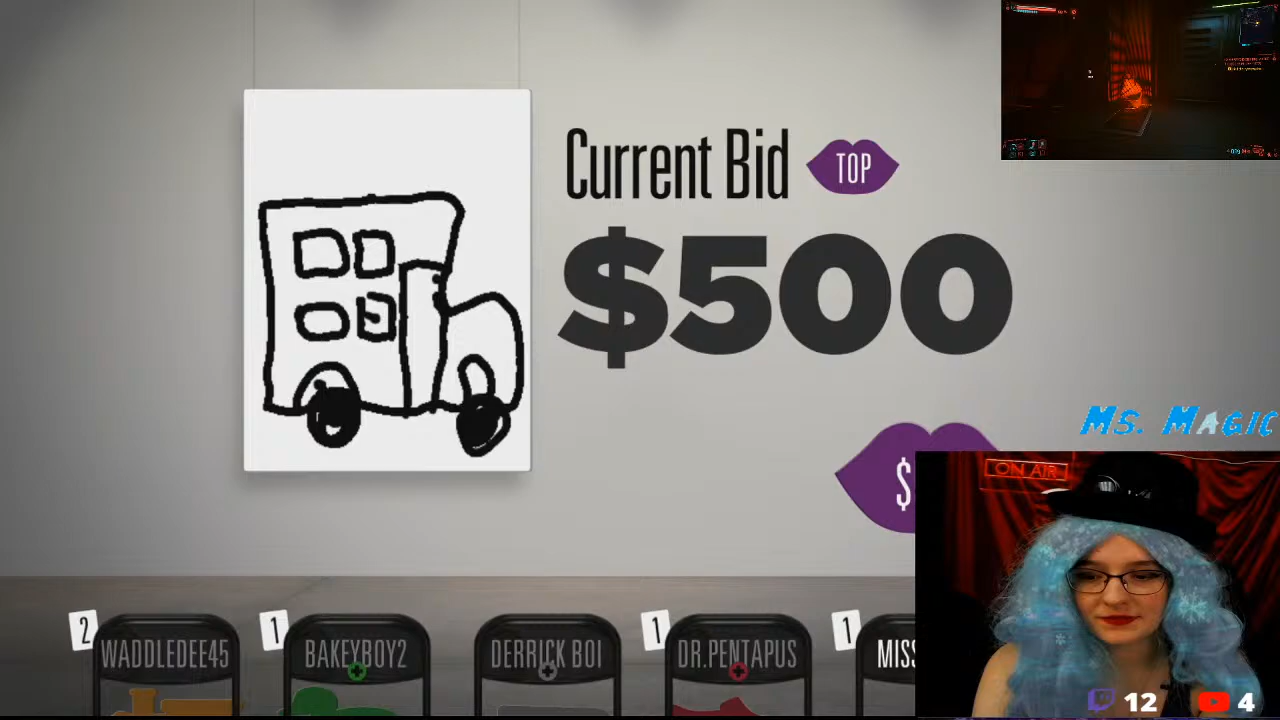 Current Bid TOP
$500
$
MS. MAGIC
ON AIR
2 WADDLEDEE45
1 BAKEYBOY2
DERRICK BOI
1 DR.PENTAPUS
1 MISS
12
4